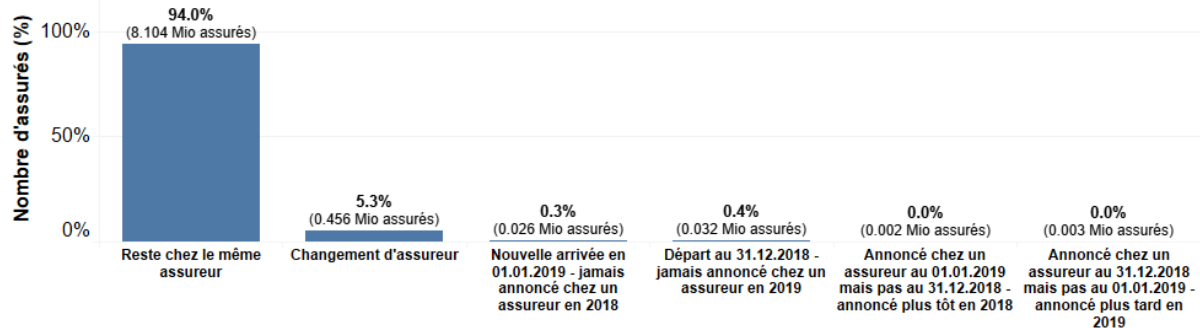 Nombre d'assurés (%)
100%
50%
0%
94.0%
(8.104 Mio assurés)
5.3%
(0.456 Mio assurés)
0.3%
(0.026 Mio assurés)
0.4%
(0.032 Mio assurés)
0.0%
(0.002 Mio assurés)
0.0%
(0.003 Mio assurés)
Reste chez le même
assureur
Changement d'assureur
Nouvelle arrivée en
01.01.2019 - jamais
annoncé chez un
assureur en 2018
Départ au 31.12.2018 -
jamais annoncé chez un
assureur en 2019
Annoncé chez un
assureur au 01.01.2019
mais pas au 31.12.2018 -
annoncé plus tôt en 2018
Annoncé chez un
assureur au 31.12.2018
mais pas au 01.01.2019 -
annoncé plus tard en
2019